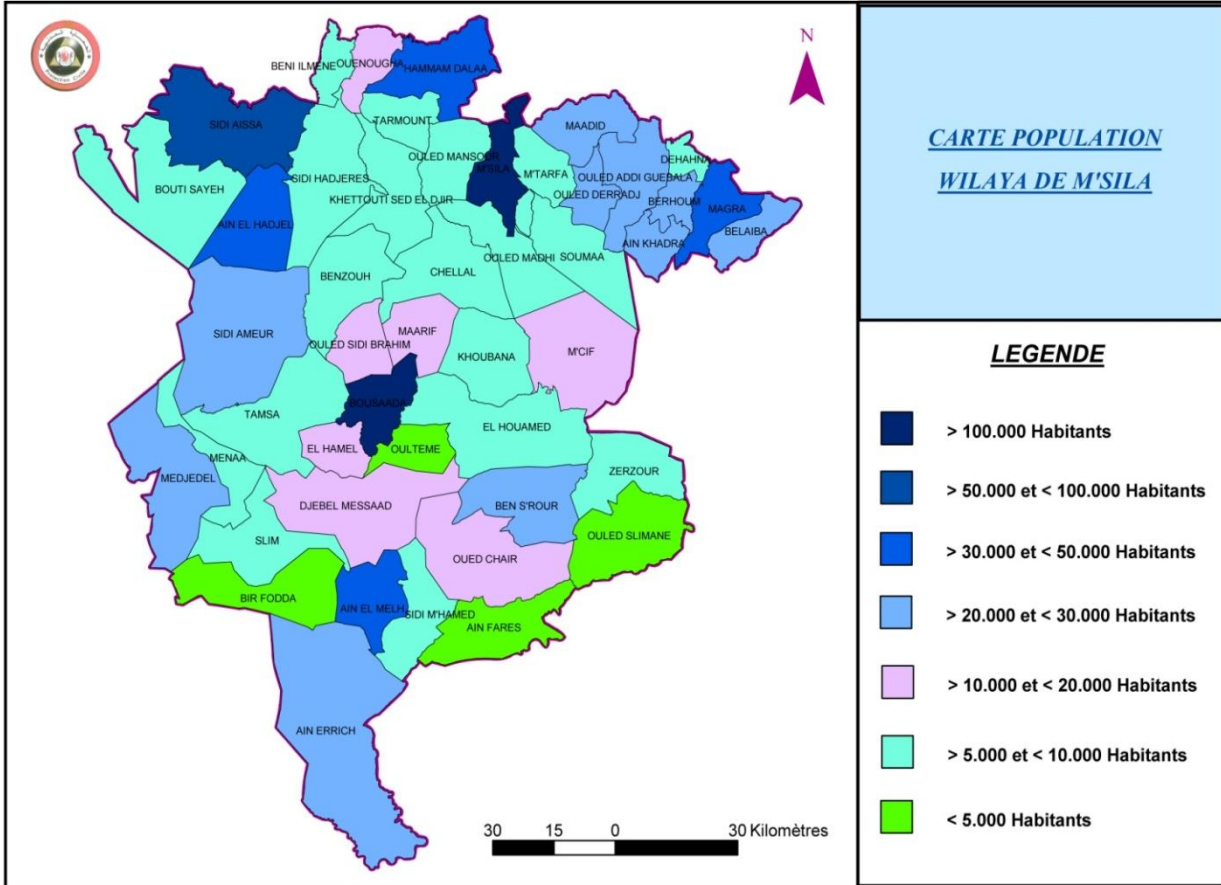 CARTE POPULATION
WILAYA DE M'SILA
LEGENDE
> 100.000 Habitants
> 50.000 et < 100.000 Habitants
> 30.000 et < 50.000 Habitants
> 20.000 et < 30.000 Habitants
> 10.000 et < 20.000 Habitants
> 5.000 et < 10.000 Habitants
< 5.000 Habitants
N
BENI ILMENE
OUENOUGHA
HAMMAM DALAA
SIDI AISSA
TARMOUNT
MAADID
OULED MANSOUR
M'SILA
M'TARFA
DEHAHNA
BOUTI SAYEH
SIDI HADJERES
OULED ADDI GUEBALA
OULED DERRADJ
BERHOUM
MAGRA
KHETTOUTI SED EL DJIR
AIN EL HADJEL
BELAIBA
AIN KHADRA
OULED MADHI
SOUMAA
BENZOUH
CHELLAL
SIDI AMEUR
OULED SIDI BRAHIM
MAARIF
KHOUBANA
M'CIF
BOUSAADA
TAMSA
EL HOUAMED
EL HAMEL
OULTEME
MENAA
MEDJEDEL
ZERZOUR
DJEBEL MESSAAD
BEN S'ROUR
OULED SLIMANE
SLIM
OUED CHAIR
BIR FODDA
AIN EL MELH
SIDI M'HAMED
AIN FARES
AIN ERRICH
30 15 0 30 Kilomètres